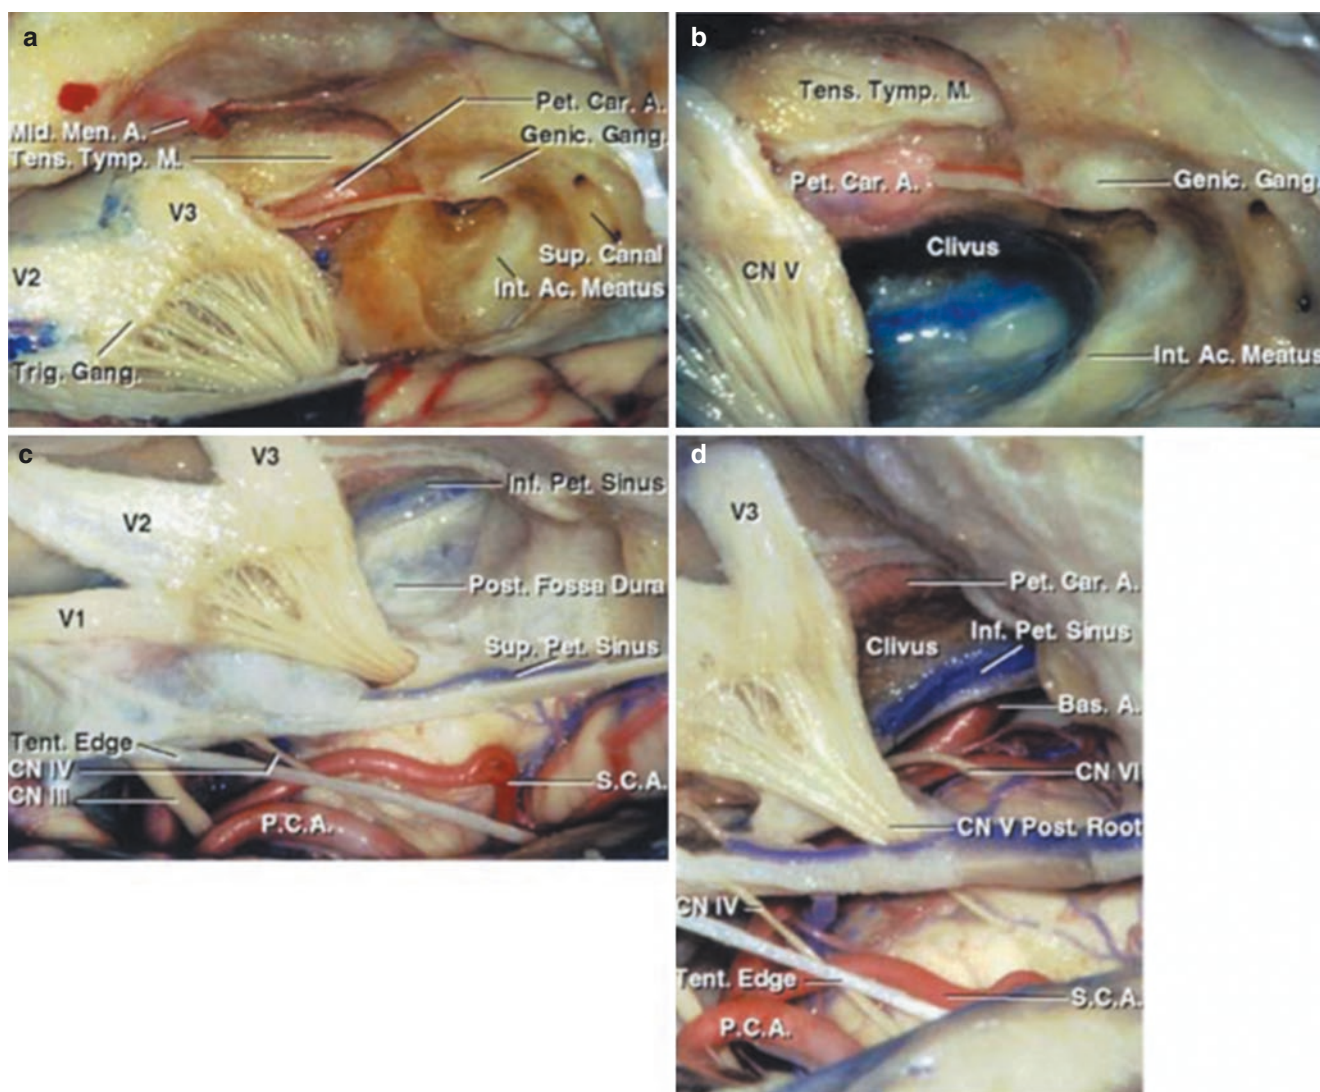 a
Pet. Car. A.
Mid. Men. A.
Genic. Gang.
Tens. Tymp. M.
V3
Sup. Canal
V2
Int. Ac. Meatus
Trig. Gang.
b
Tens. Tymp. M.
Pet. Car. A.
Genic. Gang.
Clivus
CN V
Int. Ac. Meatus
c
V3
Inf. Pet. Sinus
V2
Post. Fossa Dura
V1
Sup. Pet. Sinus
Tent. Edge
CN IV
CN III
S.C.A.
P.C.A.
d
V3
Pet. Car. A.
Inf. Pet. Sinus
Clivus
Bas. A.
CN VI
CN V Post. Root
CN IV
Tent. Edge
S.C.A.
P.C.A.